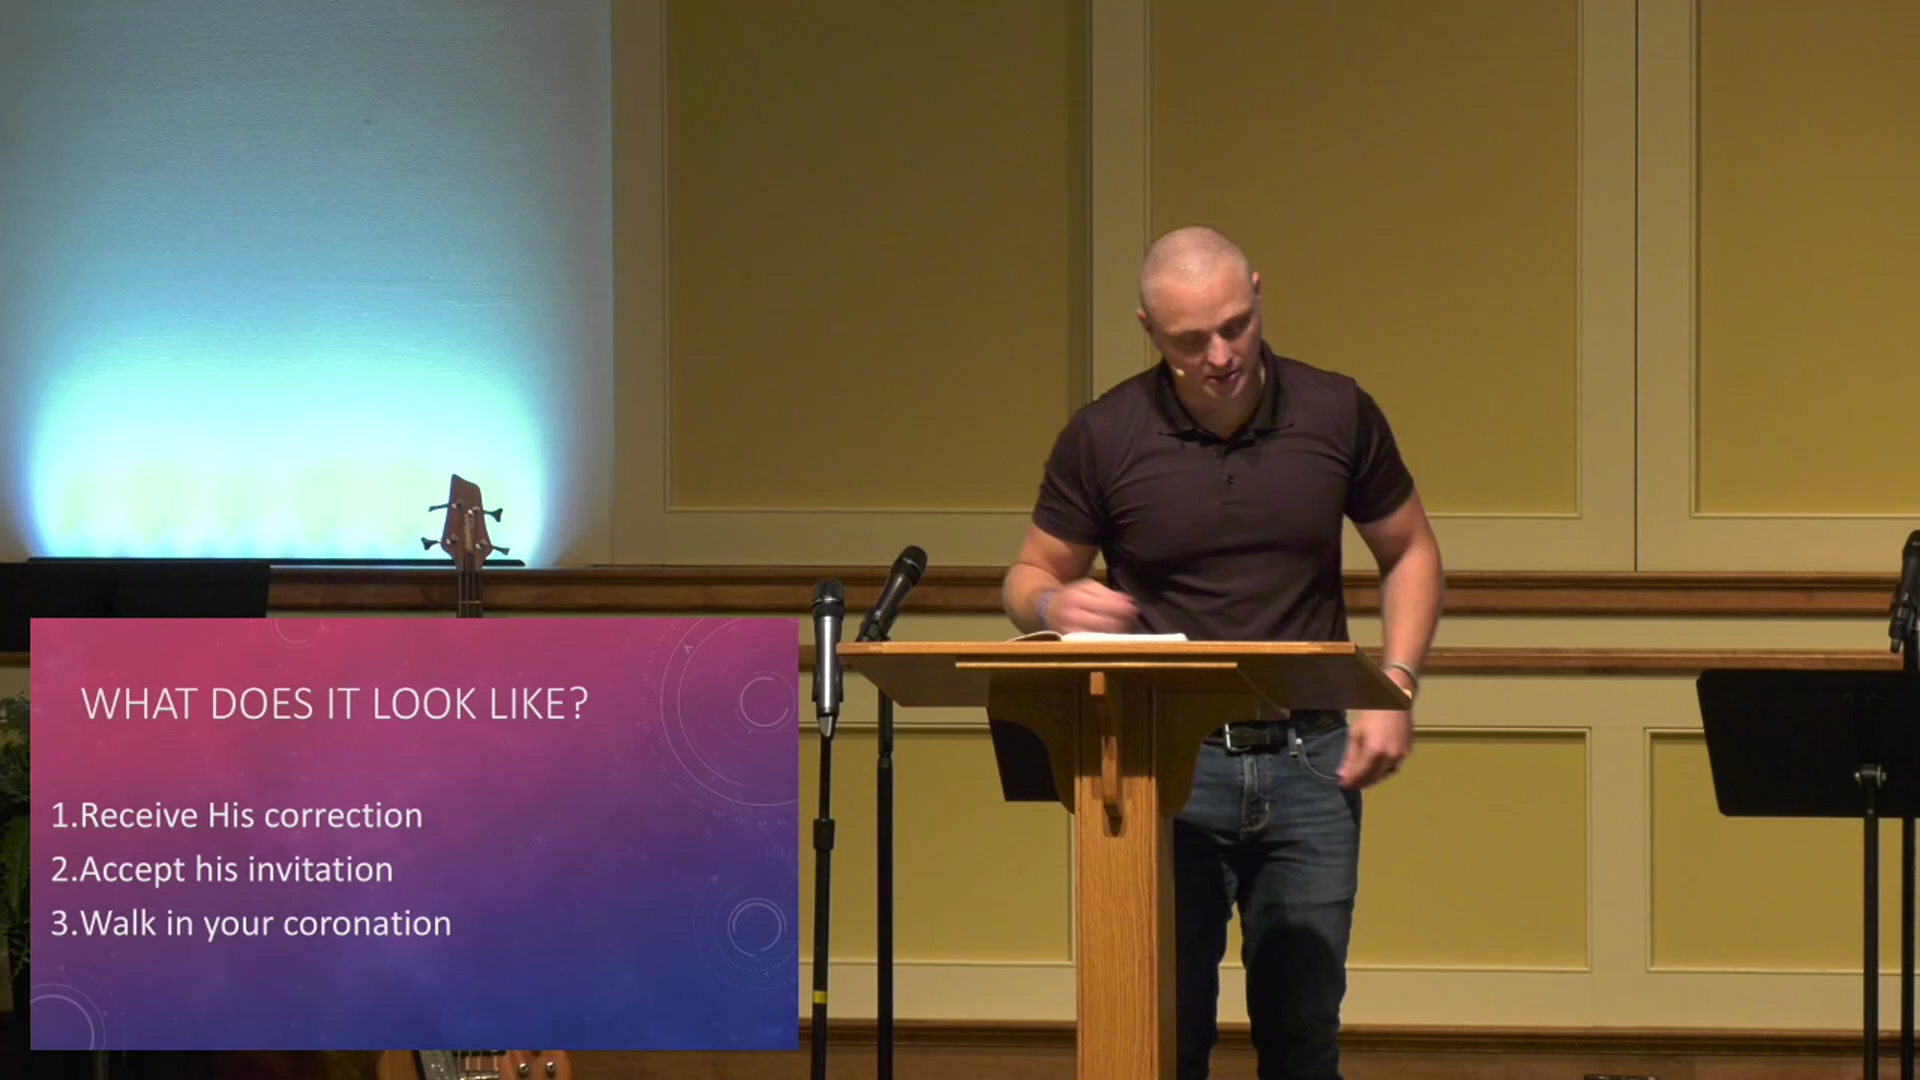 WHAT DOES IT LOOK LIKE?
1.Receive His correction
2.Accept his invitation
3.Walk in your coronation